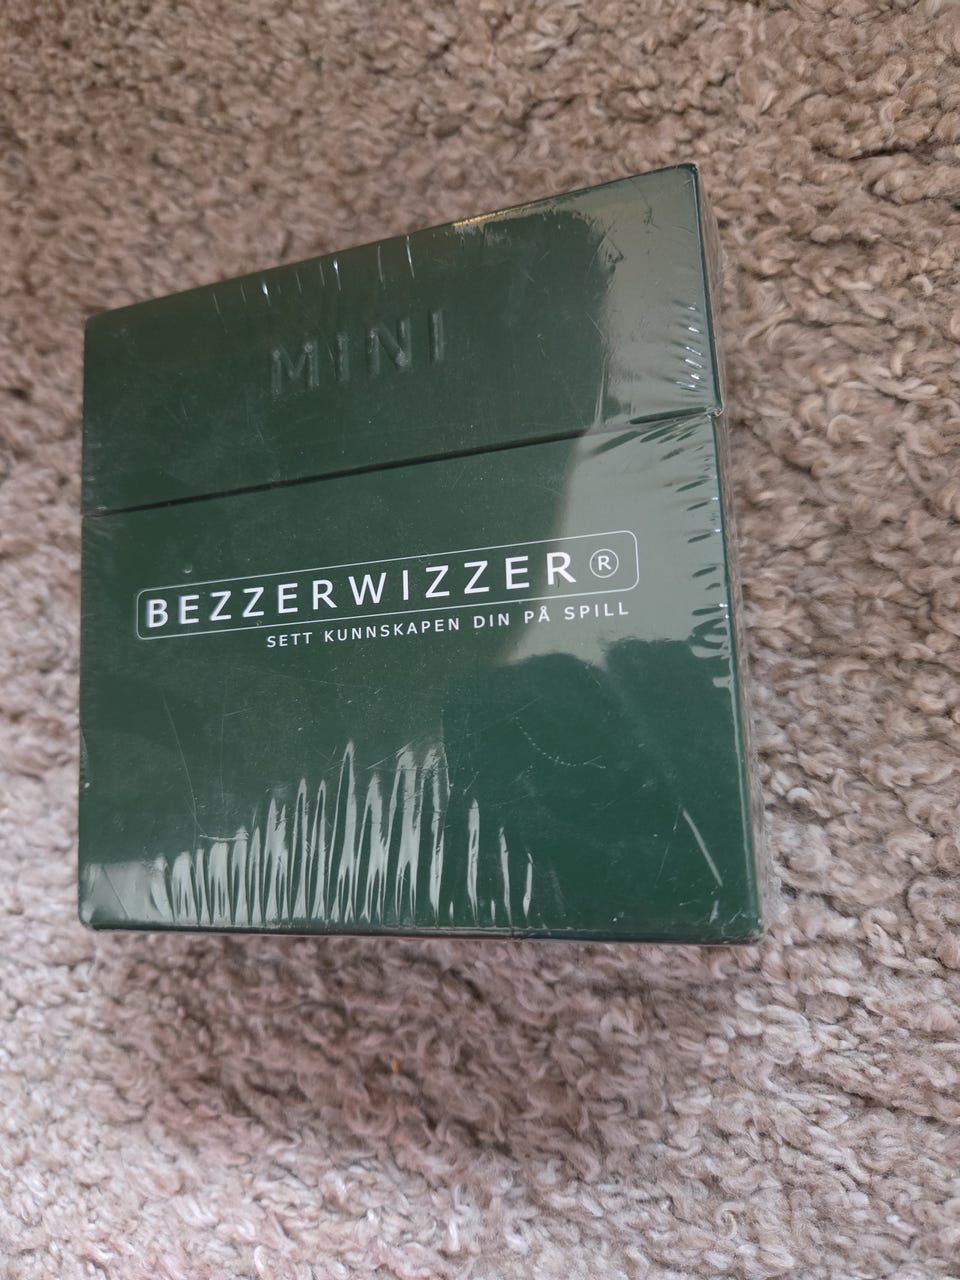 MINI
BEZZERWIZZER®
SETT KUNNSKAPEN DIN PÅ SPILL